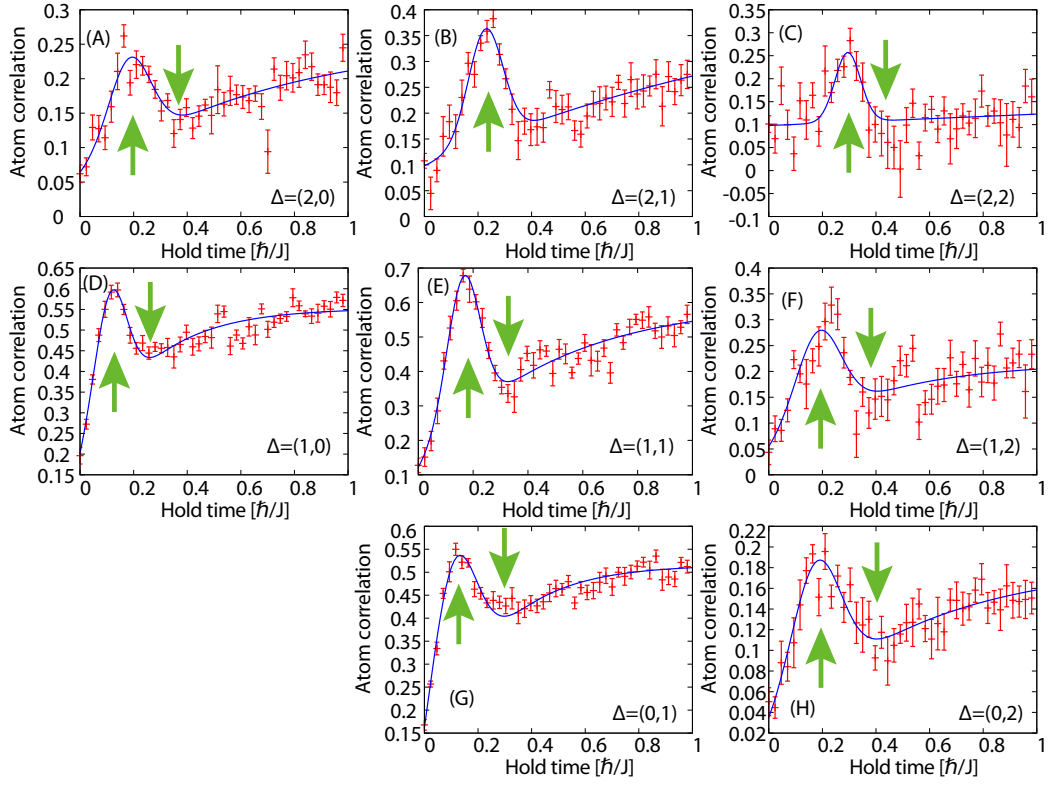 (A)
Atom correlation
0.3
0.25
0.2
0.15
0.1
0.05
0
Δ=(2,0)
0 0.2 0.4 0.6 0.8 1
Hold time [ℏ/J]
(B)
Atom correlation
0.4
0.35
0.3
0.25
0.2
0.15
0.1
0.05
0
Δ=(2,1)
0 0.2 0.4 0.6 0.8 1
Hold time [ℏ/J]
(C)
Atom correlation
0.35
0.3
0.25
0.2
0.15
0.1
0.05
0
-0.05
-0.1
Δ=(2,2)
0 0.2 0.4 0.6 0.8 1
Hold time [ℏ/J]
(D)
Atom correlation
0.65
0.6
0.55
0.5
0.45
0.4
0.35
0.3
0.25
0.2
0.15
Δ=(1,0)
0 0.2 0.4 0.6 0.8 1
Hold time [ℏ/J]
(E)
Atom correlation
0.7
0.6
0.5
0.4
0.3
0.2
0.1
Δ=(1,1)
0 0.2 0.4 0.6 0.8 1
Hold time [ℏ/J]
(F)
Atom correlation
0.4
0.35
0.3
0.25
0.2
0.15
0.1
0.05
0
Δ=(1,2)
0 0.2 0.4 0.6 0.8 1
Hold time [ℏ/J]
(G)
Atom correlation
0.6
0.55
0.5
0.45
0.4
0.35
0.3
0.25
0.2
0.15
Δ=(0,1)
0 0.2 0.4 0.6 0.8 1
Hold time [ℏ/J]
(H)
Atom correlation
0.22
0.2
0.18
0.16
0.14
0.12
0.1
0.08
0.06
0.04
0.02
Δ=(0,2)
0 0.2 0.4 0.6 0.8 1
Hold time [ℏ/J]